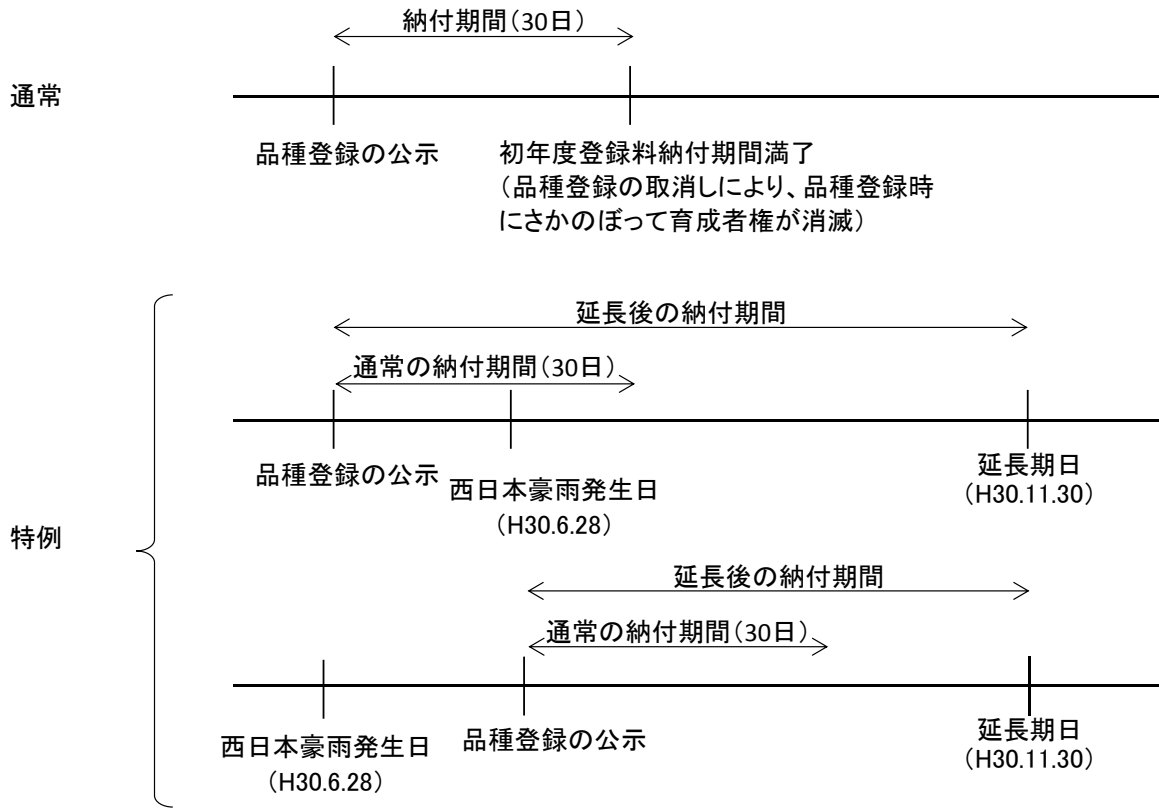 納付期間（30日）
通常
品種登録の公示
初年度登録料納付期間満了
（品種登録の取消しにより、品種登録時
にさかのぼって育成者権が消滅）
延長後の納付期間
通常の納付期間（30日）
品種登録の公示
西日本豪雨発生日
（H30.6.28）
延長期日
（H30.11.30）
特例
延長後の納付期間
通常の納付期間（30日）
西日本豪雨発生日
（H30.6.28）
品種登録の公示
延長期日
（H30.11.30）